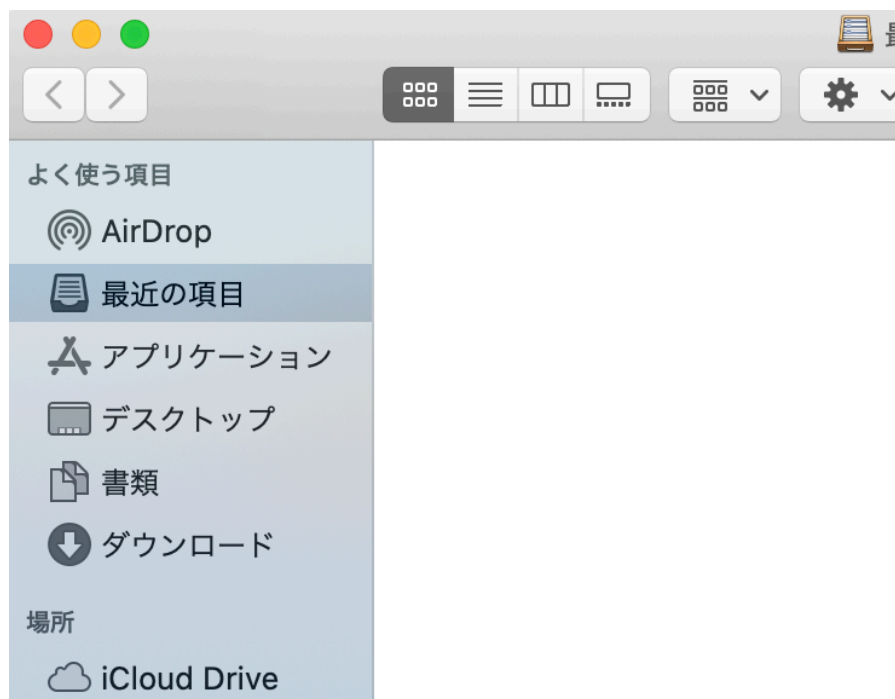 最
よく使う項目
AirDrop
最近の項目
アプリケーション
デスクトップ
書類
ダウンロード
場所
iCloud Drive